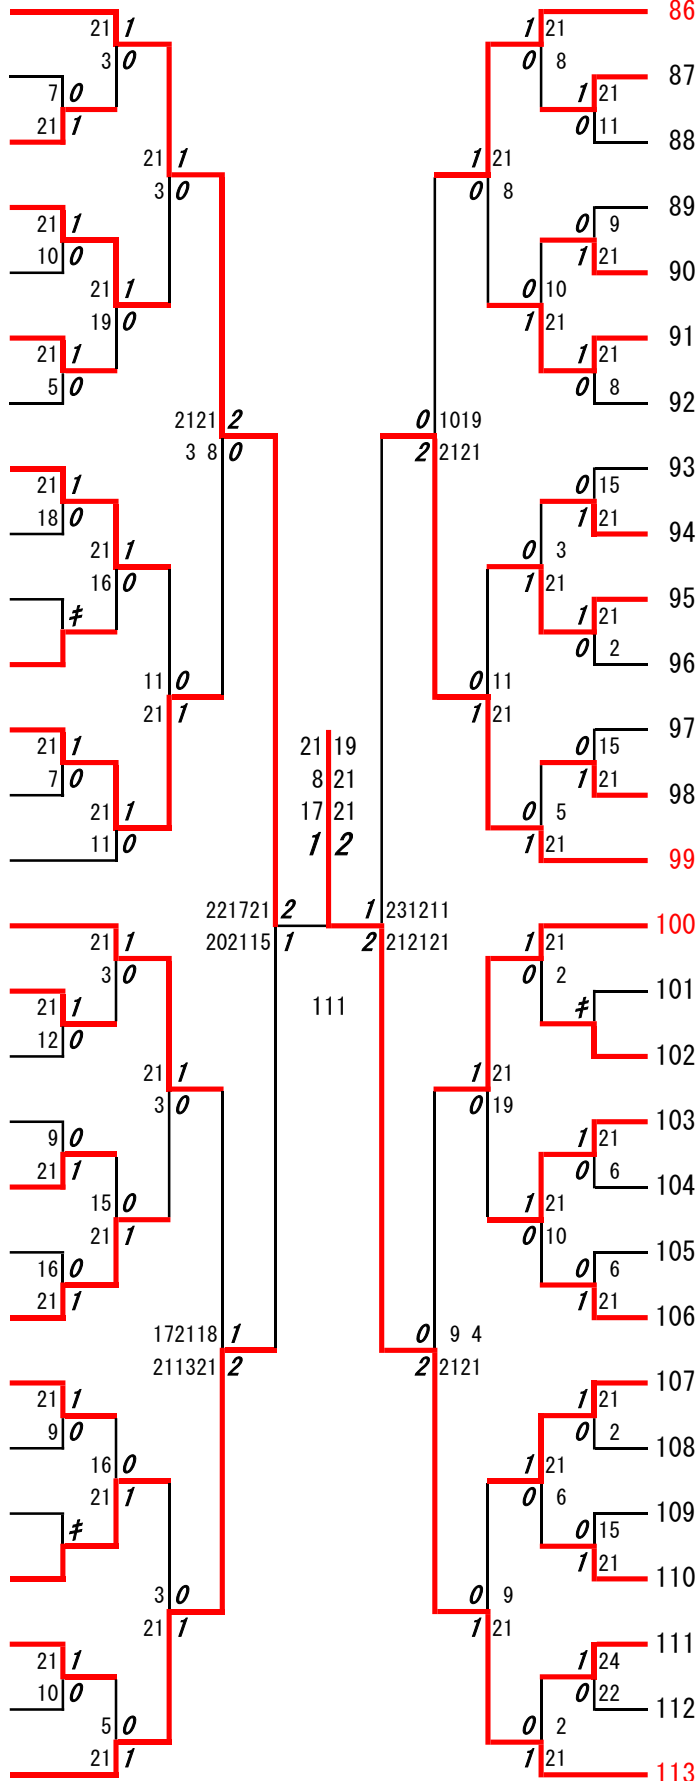 86
21 1 1 21
3 0 0 8
87
7 0 1 21
21 1 0 11
88
21 1 1 21
3 0 0 8
89
21 1 0 9
10 0 1 21
90
21 1 0 10
19 0 1 21
91
21 1 1 21
5 0 0 8
92
2121 2 0 1019
3 8 0 2 2121
93
21 1 0 15
18 0 1 21
94
21 1 0 3
16 0 1 21
95
≠ 1 21
0 2
96
11 0 0 11
21 1 1 21
97
21 1 21 19 0 15
7 0 8 21 1 21
98
21 1 17 21 0 5
11 0 1 2 1 21
99
221721 2 1 231211
202115 1 2 212121
100
21 1 1 21
3 0 0 2
101
21 1 ≠
12 0 111
102
21 1 1 21
3 0 0 19
103
9 0 1 21
21 1 0 6
104
15 0 1 21
21 1 0 10
105
16 0 0 6
21 1 1 21
106
172118 1 0 9 4
211321 2 2 2121
107
21 1 1 21
9 0 0 2
108
16 0 1 21
21 1 0 6
109
≠ 0 15
1 21
110
3 0 0 9
21 1 1 21
111
21 1 1 24
10 0 0 22
112
5 0 0 2
21 1 1 21
113